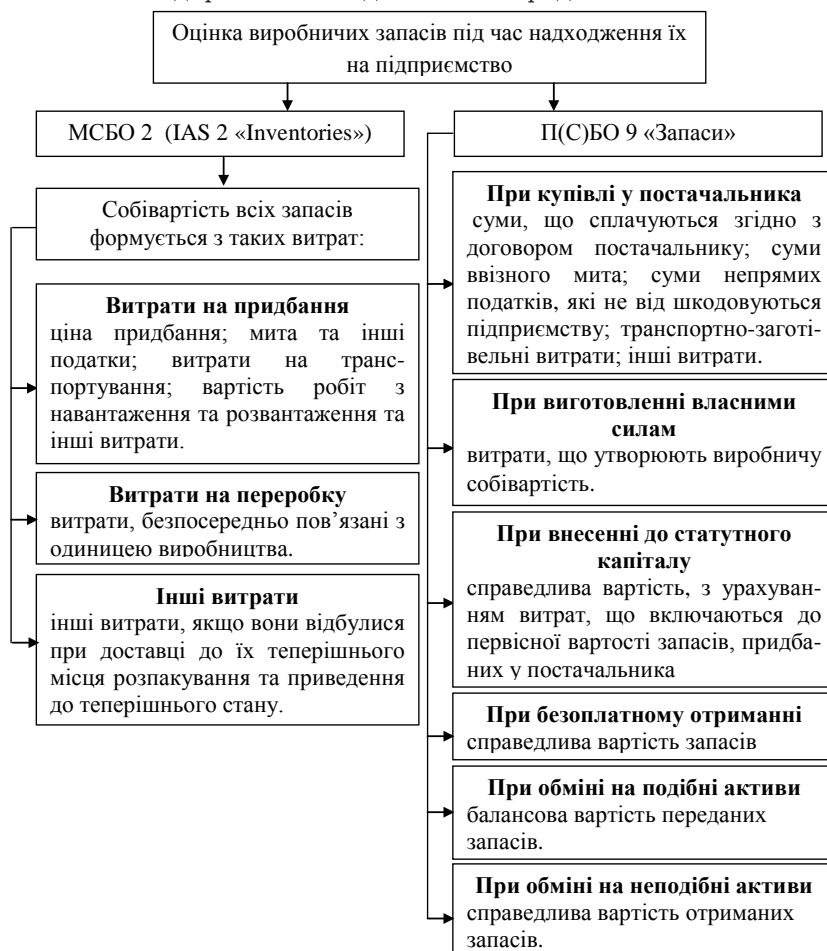 Оцінка виробничих запасів під час надходження їх
на підприємство
МСБО 2 (IAS 2 «Inventories»)
Собівартість всіх запасів
формується з таких витрат:
Витрати на придбання
ціна придбання; мита та інші
податки; витрати на транс-
портування; вартість робіт з
навантаження та розвантаження та
інші витрати.
Витрати на переробку
витрати, безпосередньо пов’язані з
одиницею виробництва.
Інші витрати
інші витрати, якщо вони відбулися
при доставці до їх теперішнього
місця розпакування та приведення
до теперішнього стану.
П(С)БО 9 «Запаси»
При купівлі у постачальника
суми, що сплачуються згідно з
договором постачальнику; суми
ввізного мита; суми непрямих
податків, які не від шкодовуються
підприємству; транспортно-заготі-
вельні витрати; інші витрати.
При виготовленні власними
силам
витрати, що утворюють виробничу
собівартість.
При внесенні до статутного
капіталу
справедлива вартість, з урахуван-
ням витрат, що включаються до
первісної вартості запасів, придба-
них у постачальника
При безоплатному отриманні
справедлива вартість запасів
При обміні на подібні активи
балансова вартість переданих
запасів.
При обміні на неподібні активи
справедлива вартість отриманих
запасів.